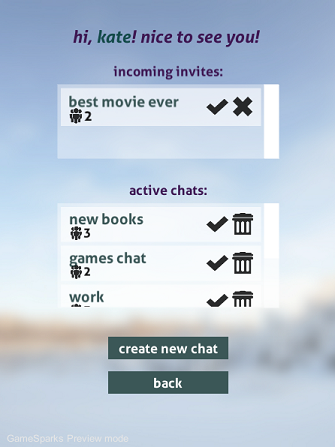 hi, kate! nice to see you!
incoming invites:
best movie ever
2
active chats:
new books
3
games chat
2
work
create new chat
back
GameSparks Preview mode